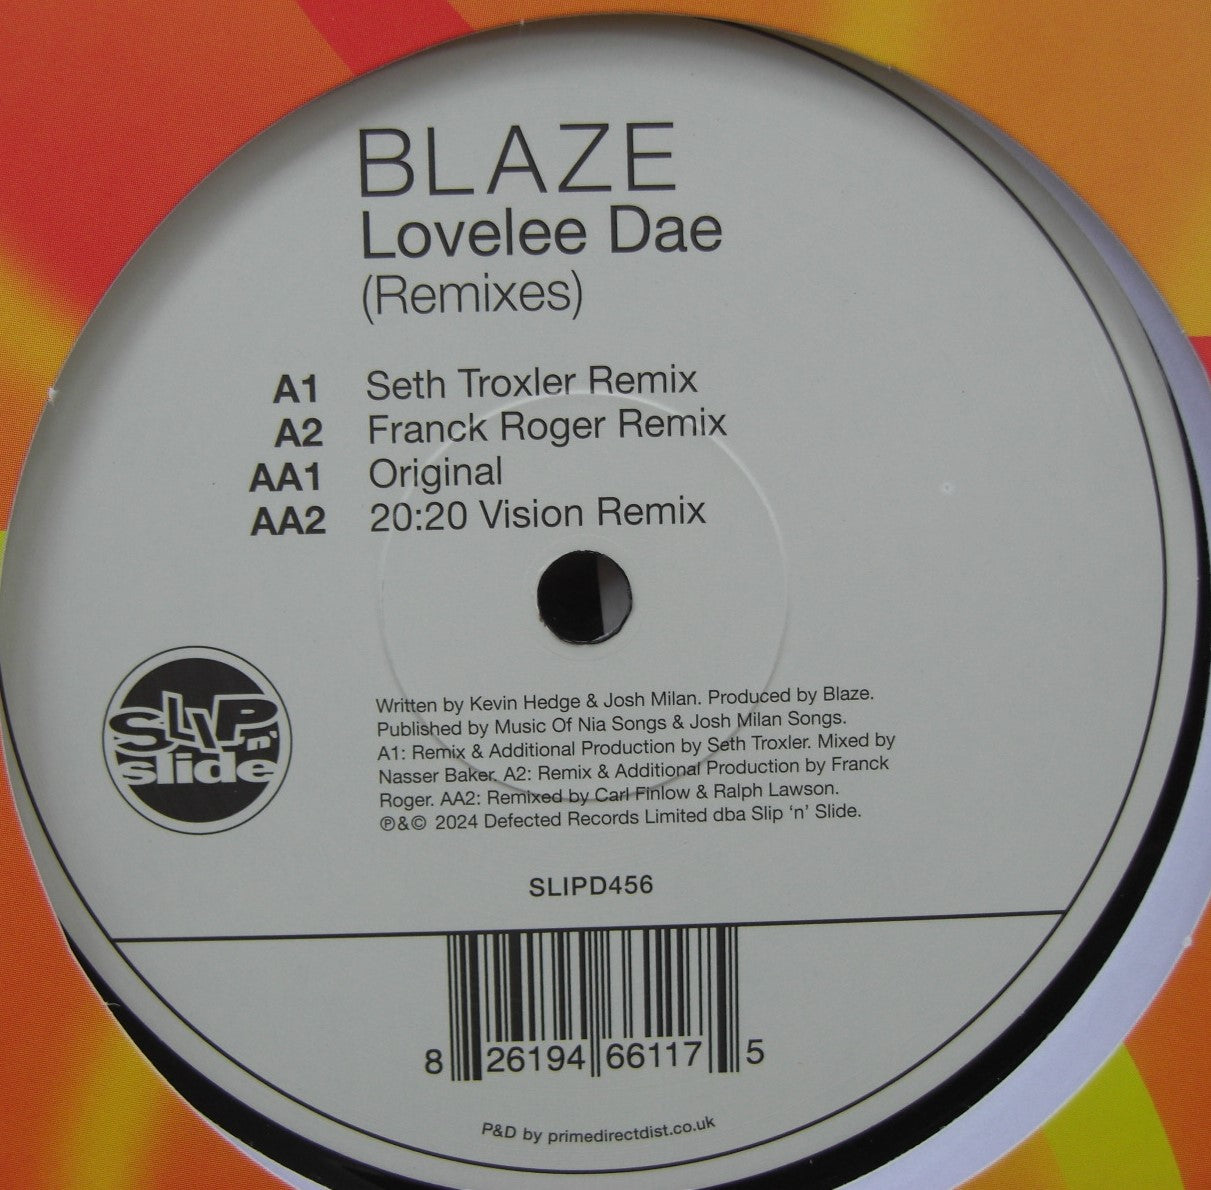 BLAZE
Lovelee Dae
(Remixes)
A1 Seth Troxler Remix
A2 Franck Roger Remix
AA1 Original
AA2 20:20 Vision Remix
SLIP
n'
slide
Written by Kevin Hedge & Josh Milan. Produced by Blaze.
Published by Music Of Nia Songs & Josh Milan Songs.
A1: Remix & Additional Production by Seth Troxler. Mixed by
Nasser Baker. A2: Remix & Additional Production by Franck
Roger. AA2: Remixed by Carl Finlow & Ralph Lawson.
℗&© 2024 Defected Records Limited dba Slip ‘n’ Slide.
SLIPD456
8 26194 66117 5
P&D by primedirectdist.co.uk